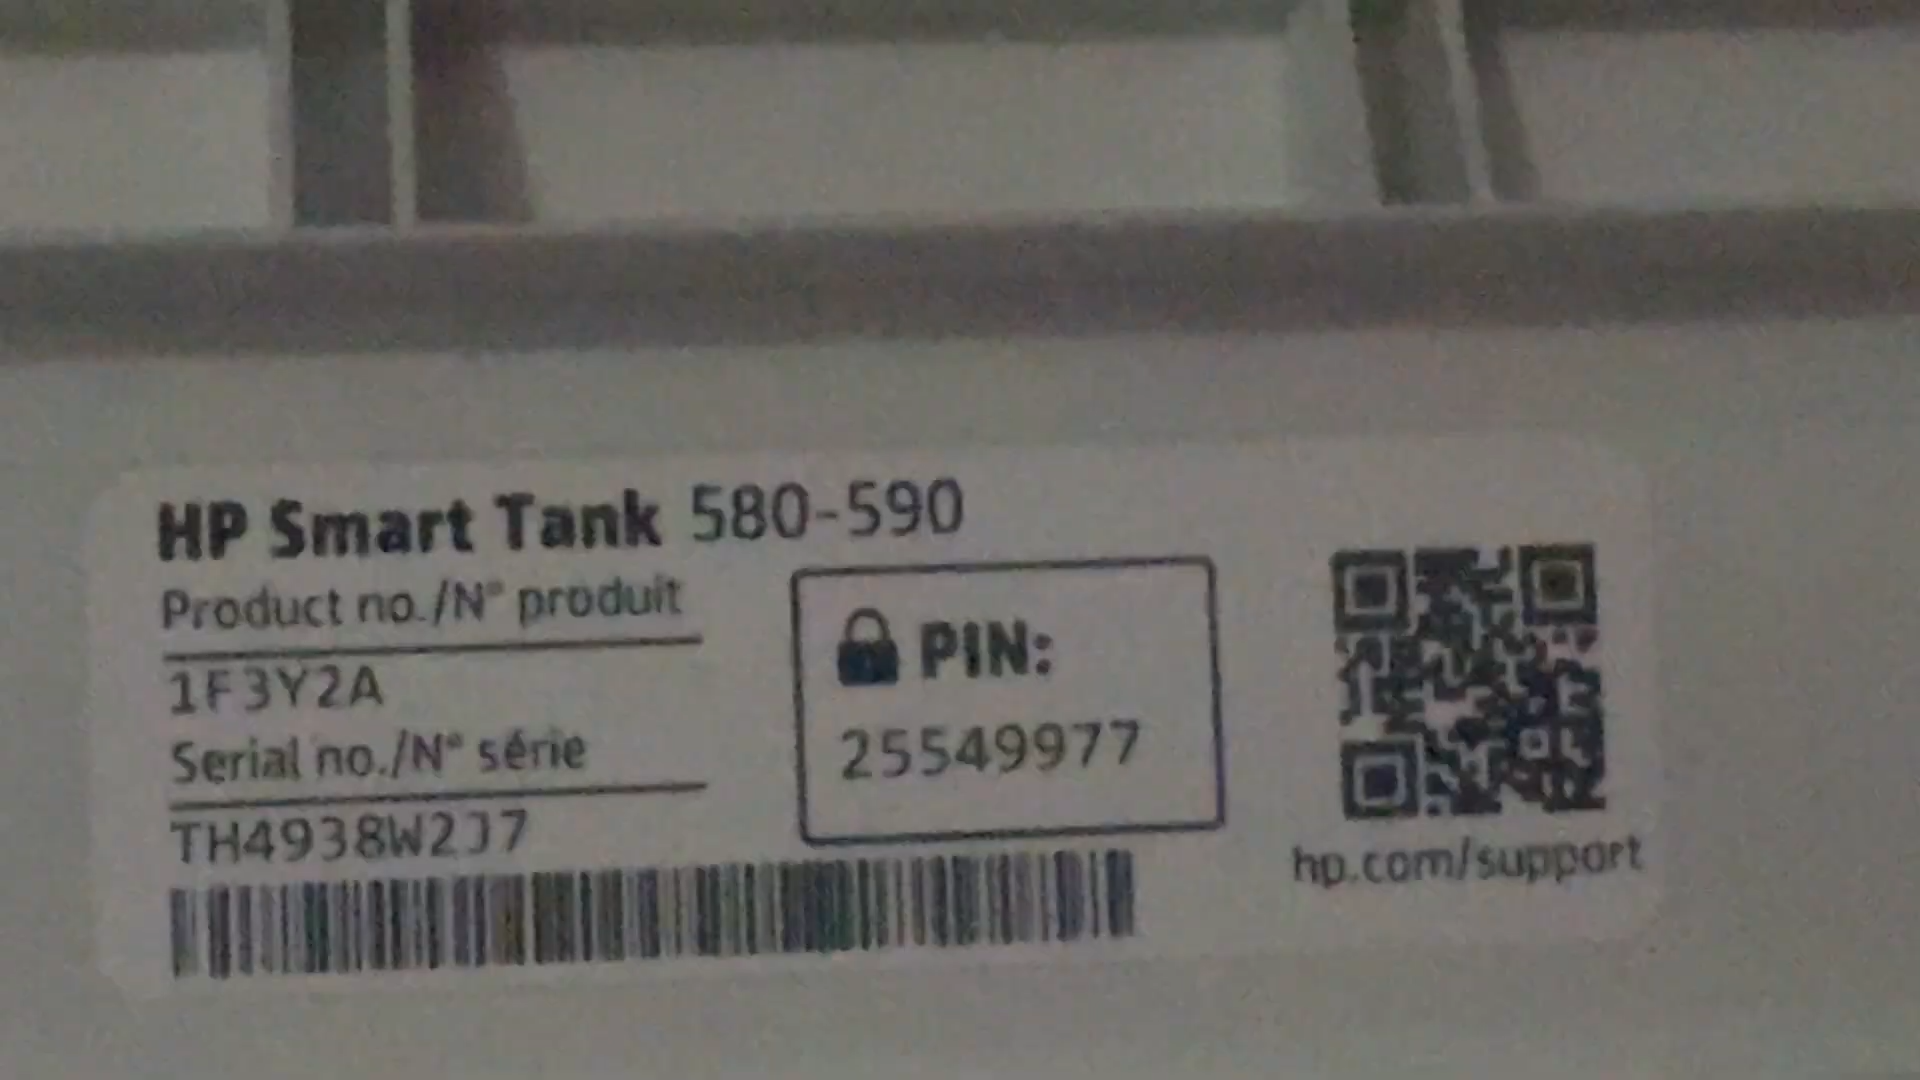 HP Smart Tank 580-590
Product no./N° produit
1F3Y2A
Serial no./N° série
TH4938W2J7
PIN:
25549977
hp.com/support